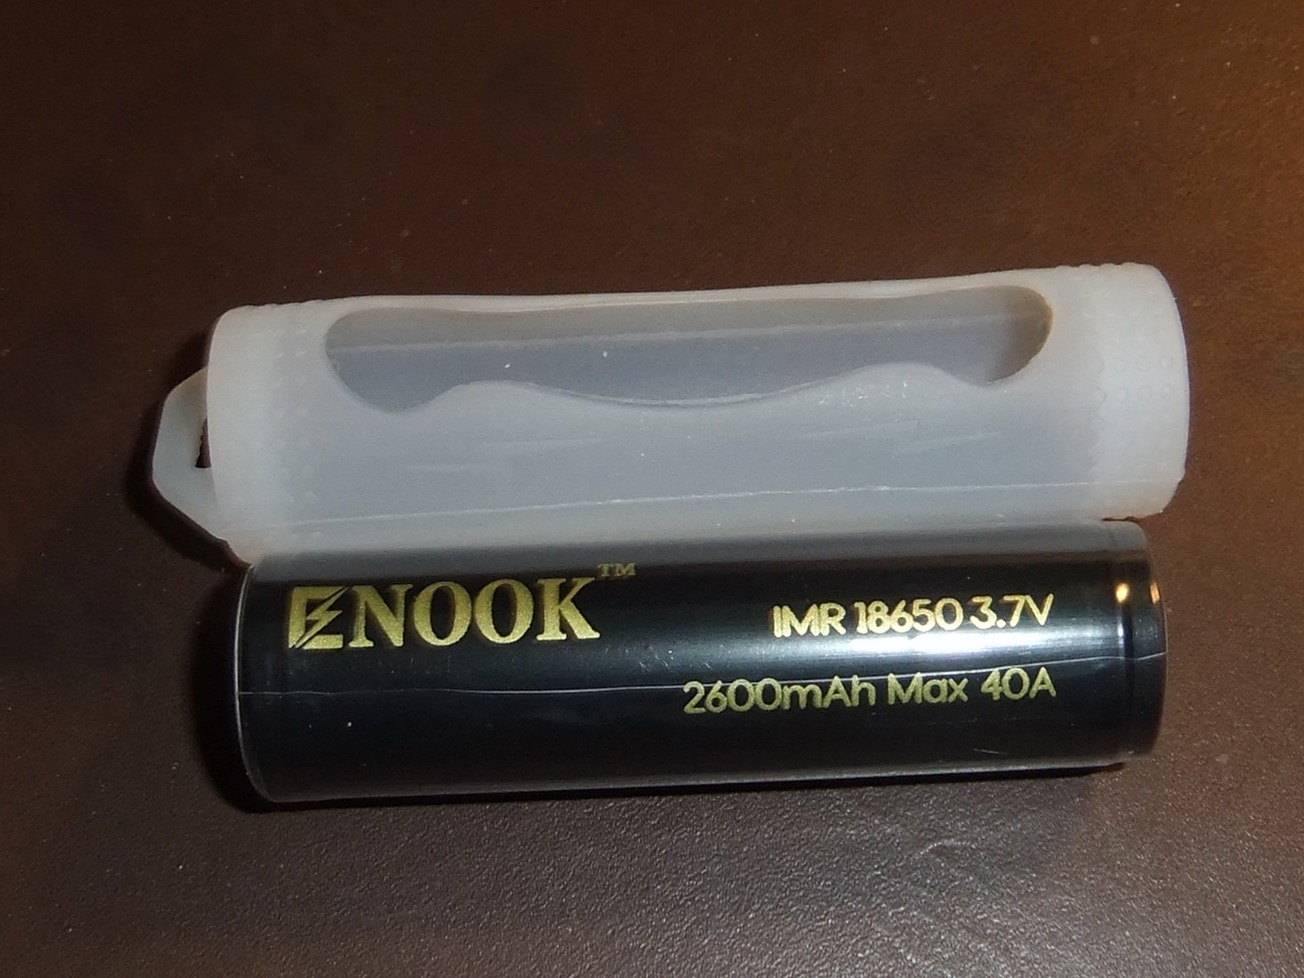 ENOOK™
IMR 18650 3.7V
2600mAh Max 40A